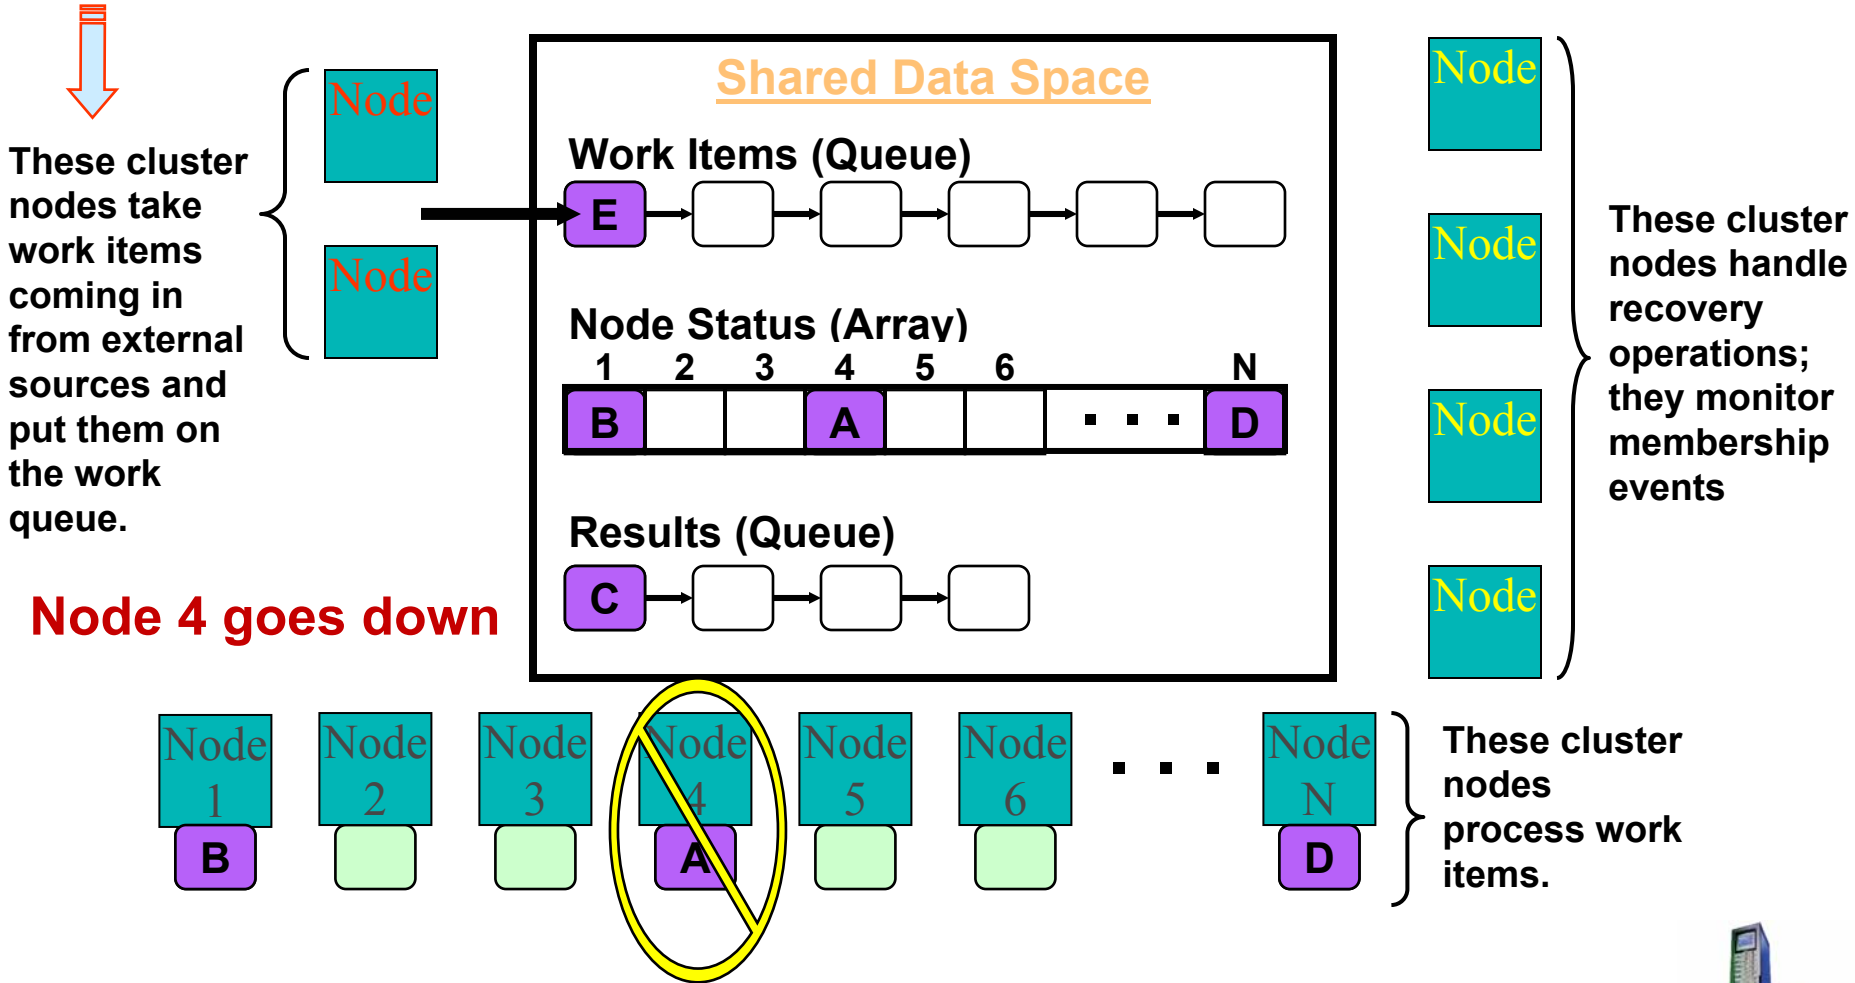 Shared Data Space
These cluster
nodes take
work items
coming in
from external
sources and
put them on
the work
queue.
Node
Node
Work Items (Queue)
E
Node Status (Array)
1 2 3 4 5 6 N
B A . . . D
Results (Queue)
C
Node
Node
Node
Node
These cluster
nodes handle
recovery
operations;
they monitor
membership
events
Node 4 goes down
Node Node Node Node Node Node . . . Node
1 2 3 4 5 6 N
B A D
These cluster
nodes
process work
items.